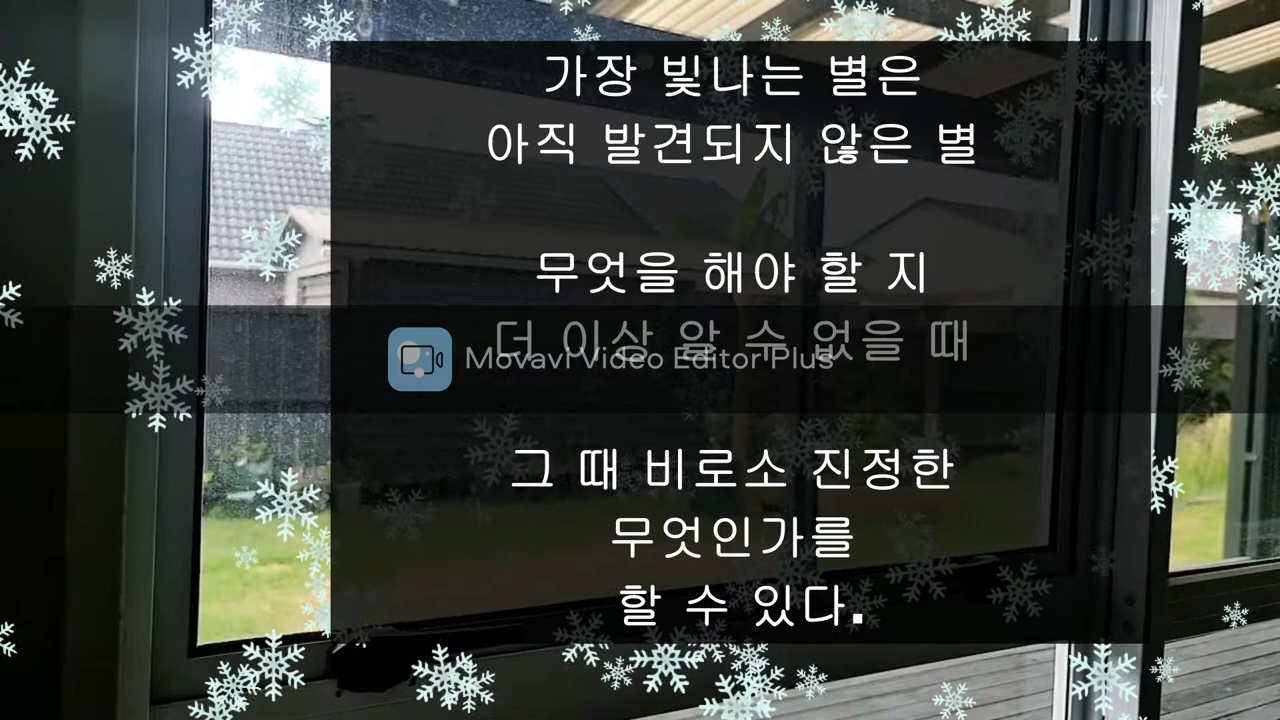 가장 빛나는 별은
아직 발견되지 않은 별
무엇을 해야 할 지
더 이상 알 수 없을 때
Movavi Video Editor Plus
그 때 비로소 진정한
무엇인가를
할 수 있다.